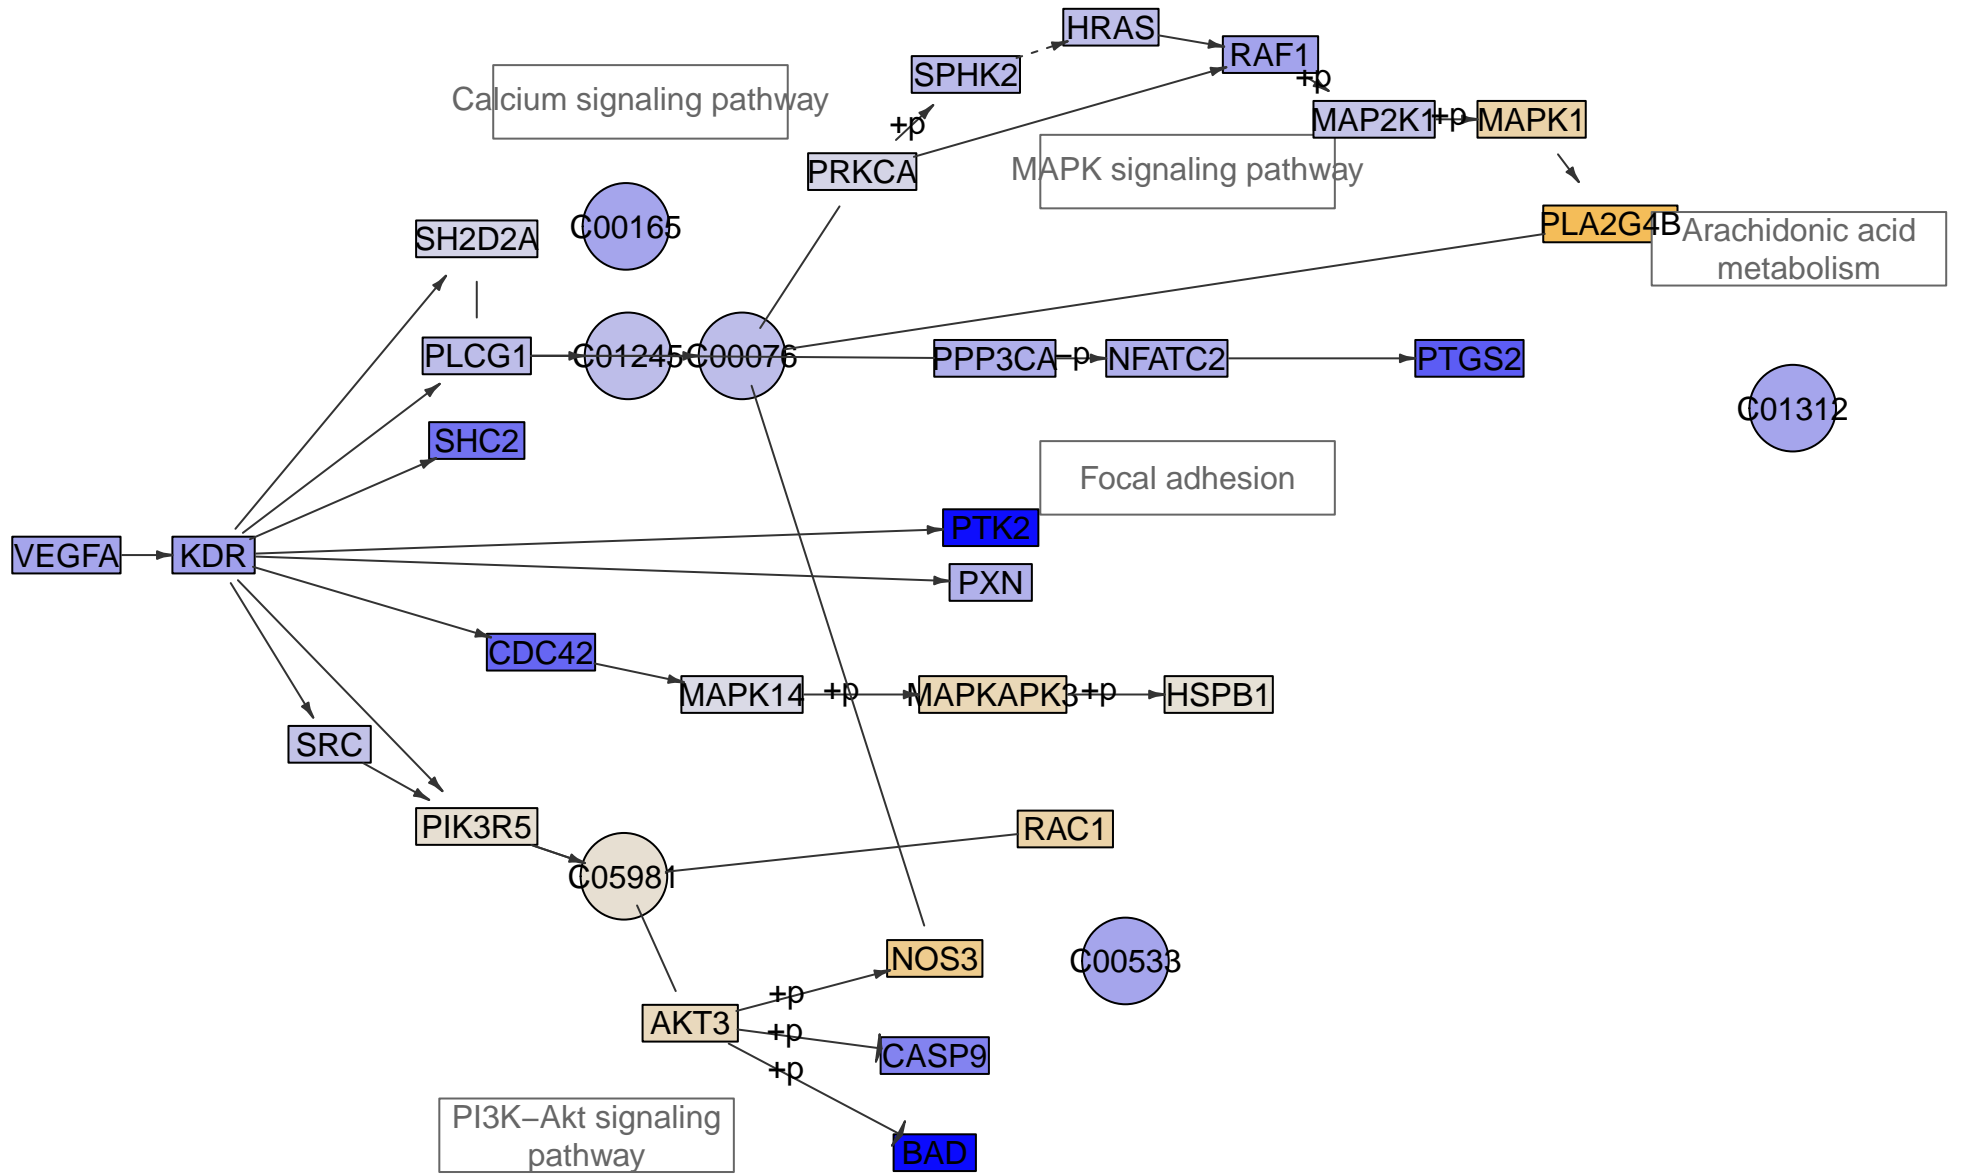 HRAS
RAF1
SPHK2
+p
Calcium signaling pathway
MAP2K1
+p
MAPK1
+p
PRKCA
MAPK signaling pathway
C00165
SH2D2A
PLA2G4B
Arachidonic acid
metabolism
PLCG1
C01245
C00076
PPP3CA
−p
NFATC2
PTGS2
C01312
SHC2
Focal adhesion
PTK2
VEGFA
KDR
PXN
CDC42
MAPK14
+p
MAPKAPK3
+p
HSPB1
SRC
PIK3R5
RAC1
C05981
NOS3
C00533
+p
AKT3
+p
CASP9
+p
PI3K−Akt signaling
pathway
BAD